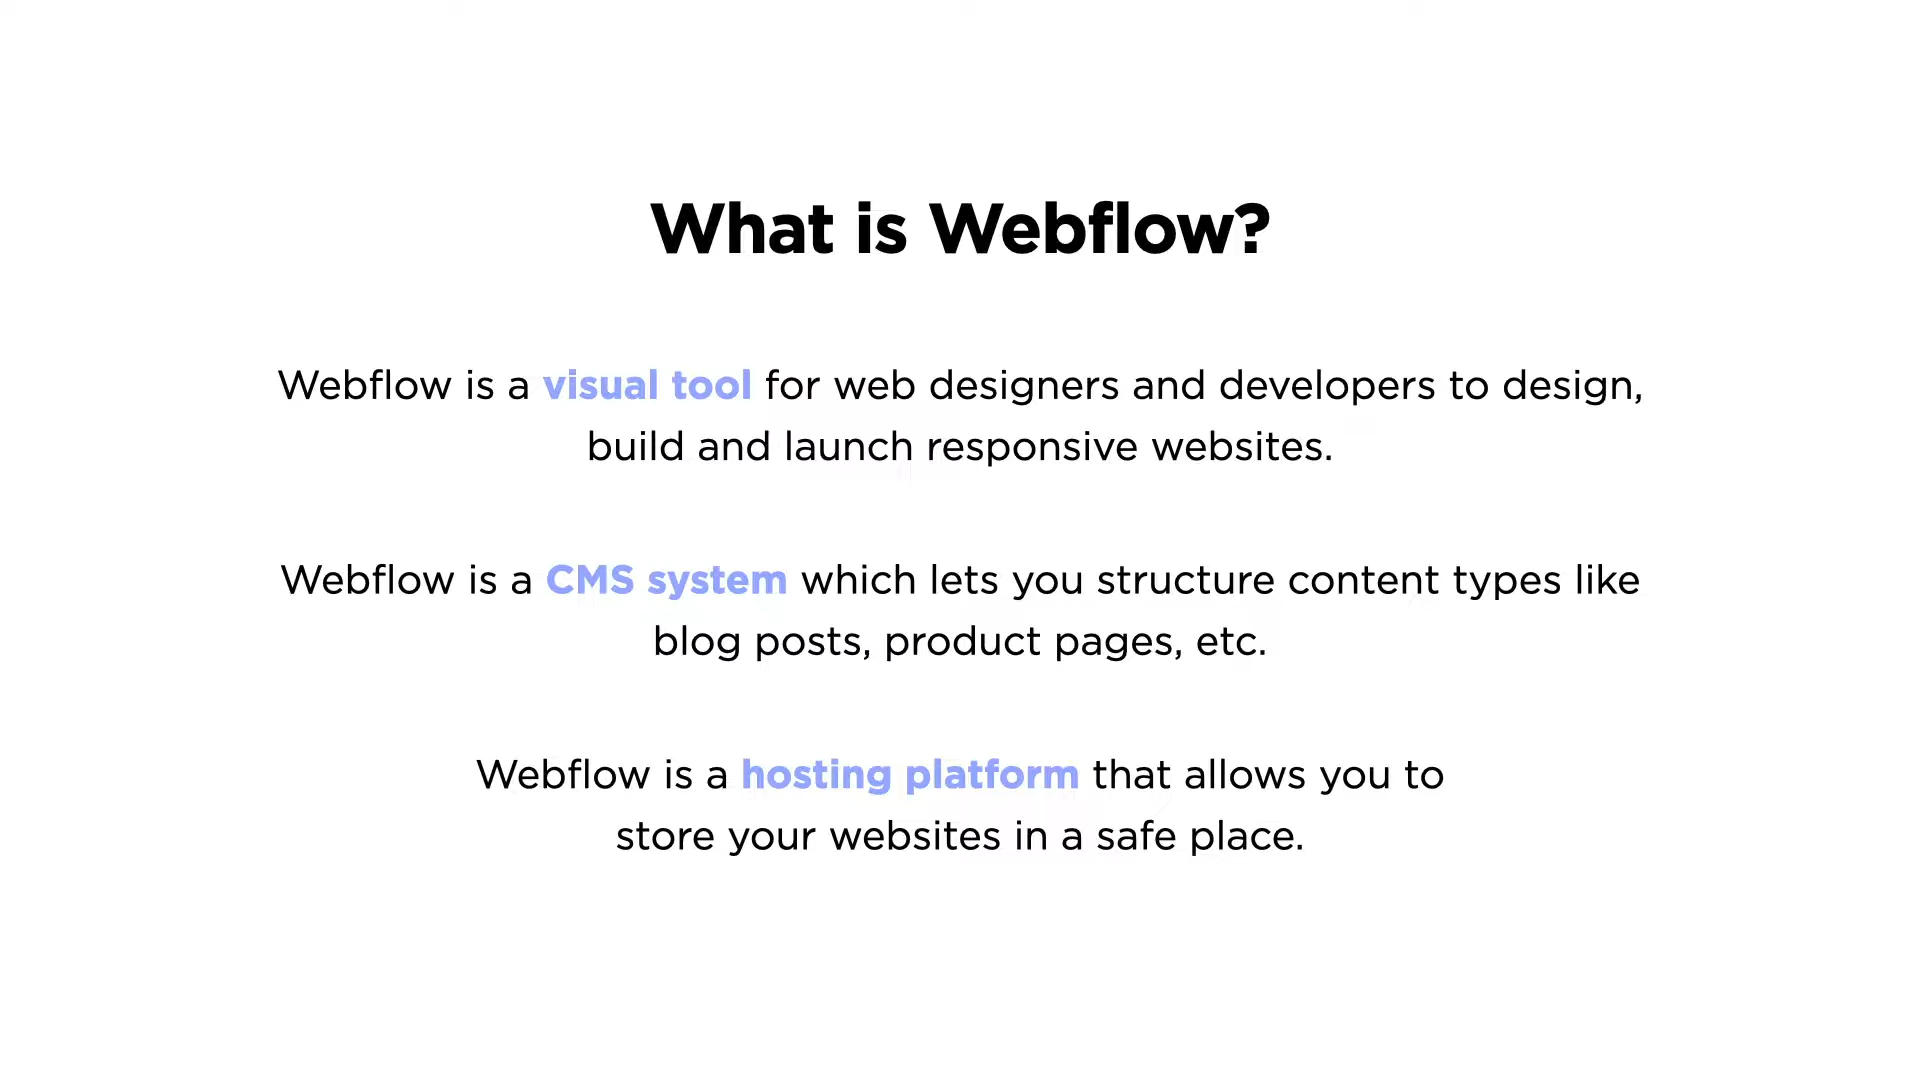 What is Webflow?
Webflow is a visual tool for web designers and developers to design,
build and launch responsive websites.
Webflow is a CMS system which lets you structure content types like
blog posts, product pages, etc.
Webflow is a hosting platform that allows you to
store your websites in a safe place.